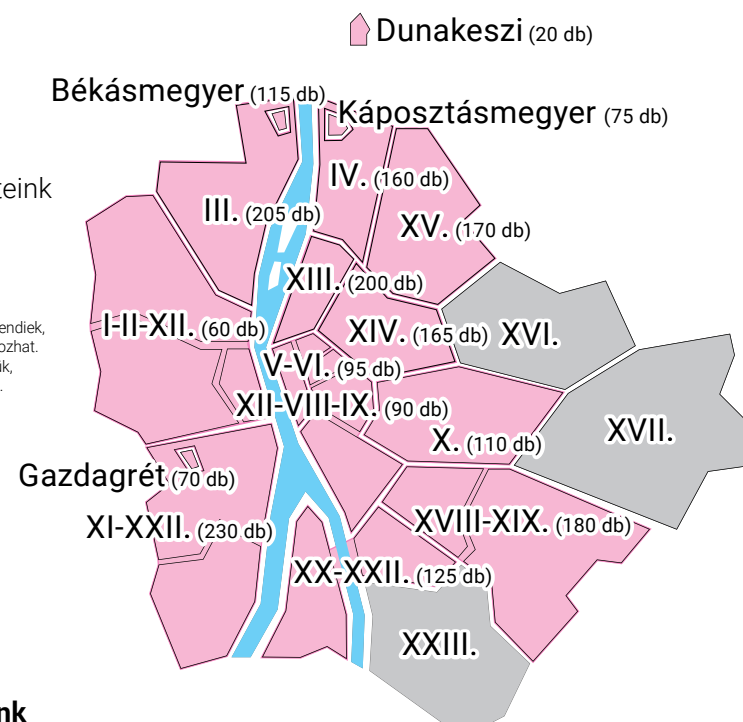 Dunakeszi (20 db)
Békásmegyer (115 db)
Káposztásmegyer (75 db)
IV. (160 db)
III. (205 db)
XV. (170 db)
XIII. (200 db)
I-II-XII. (60 db)
XIV. (165 db)
XVI.
V-VI. (95 db)
XII-VIII-IX. (90 db)
X. (110 db)
XVII.
Gazdagrét (70 db)
XI-XXII. (230 db)
XVIII-XIX. (180 db)
XX-XXII. (125 db)
XXIII.